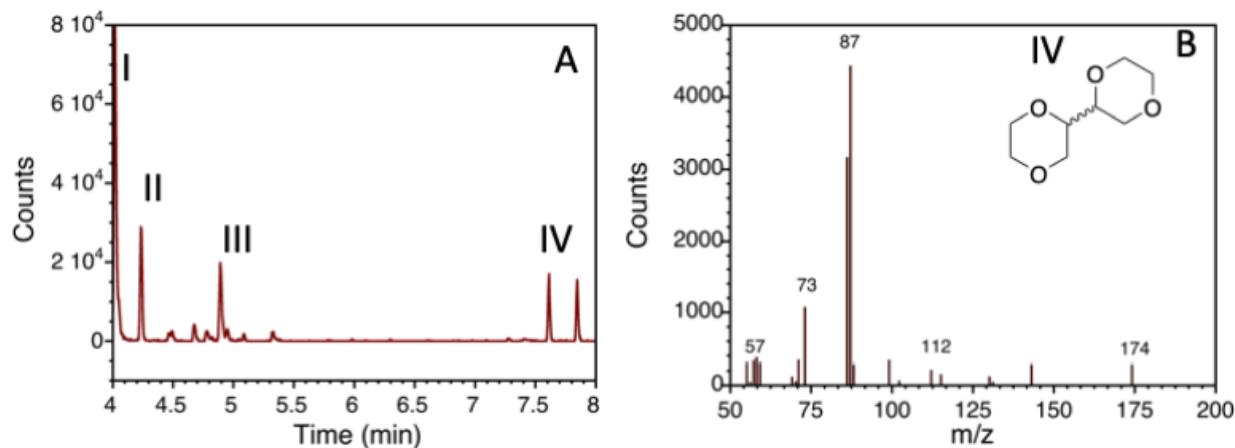 8 10⁴
6 10⁴
4 10⁴
2 10⁴
0
Counts
I
II
III
IV
A
4
4.5
5
5.5
6
6.5
7
7.5
8
Time (min)
5000
4000
3000
2000
1000
0
Counts
87
73
57
112
174
IV
B
O
O
O
O
50
75
100
125
150
175
200
m/z